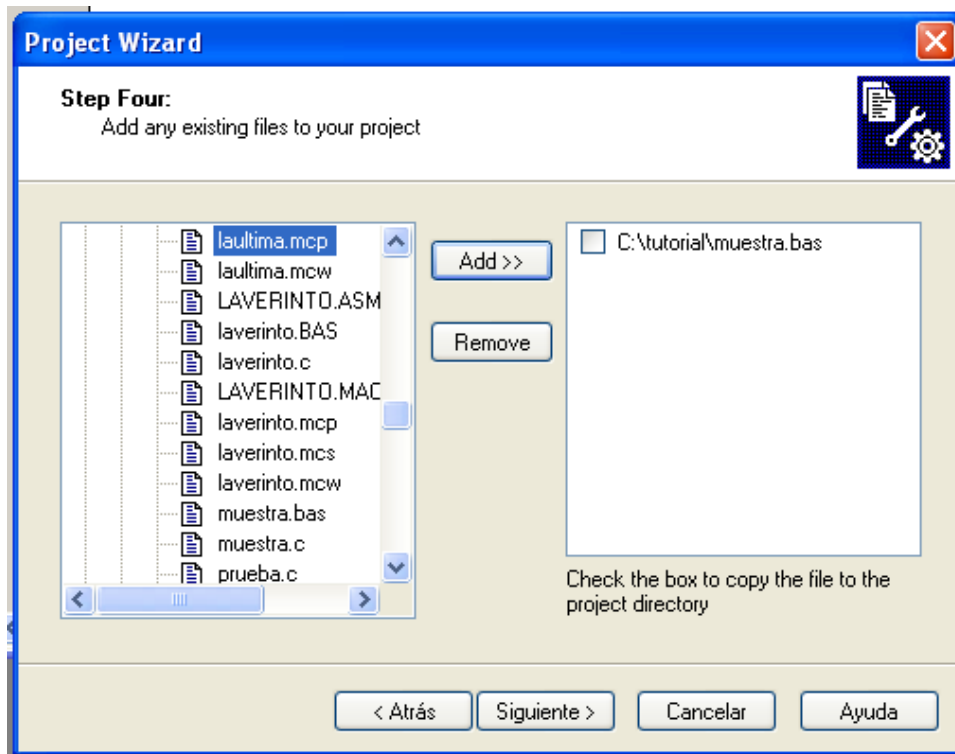 Project Wizard
Step Four:
Add any existing files to your project
laultima.mcp
laultima.mcw
LAVERINTO.ASM
laverinto.BAS
laverinto.c
LAVERINTO.MAC
laverinto.mcp
laverinto.mcs
laverinto.mcw
muestra.bas
muestra.c
prueba.c
Add >>
Remove
C:\tutorial\muestra.bas
Check the box to copy the file to the
project directory
< Atrás
Siguiente >
Cancelar
Ayuda